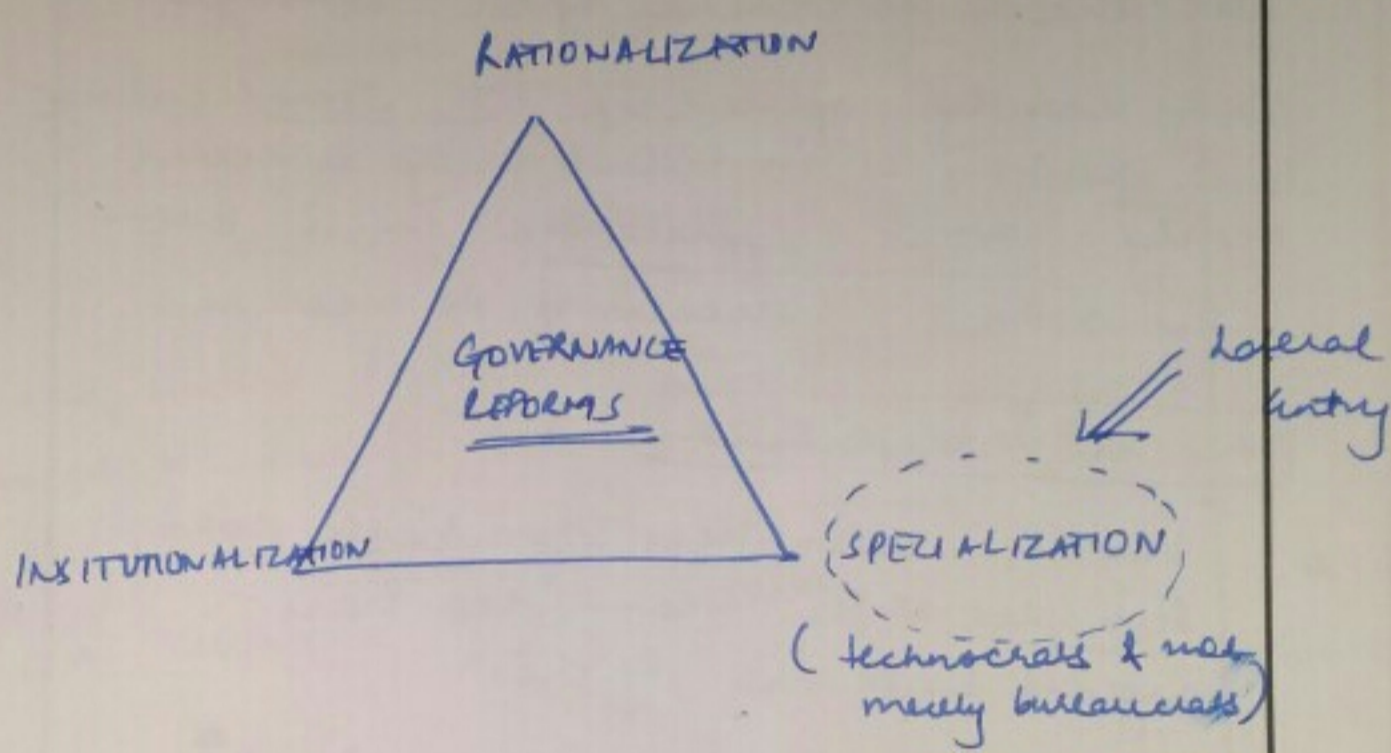 RATIONALIZATION
GOVERNANCE
REFORMS
Lateral
Entry
INSITUTIONALIZATION
SPECIALIZATION
( technocrats & not
merely bureaucrats)